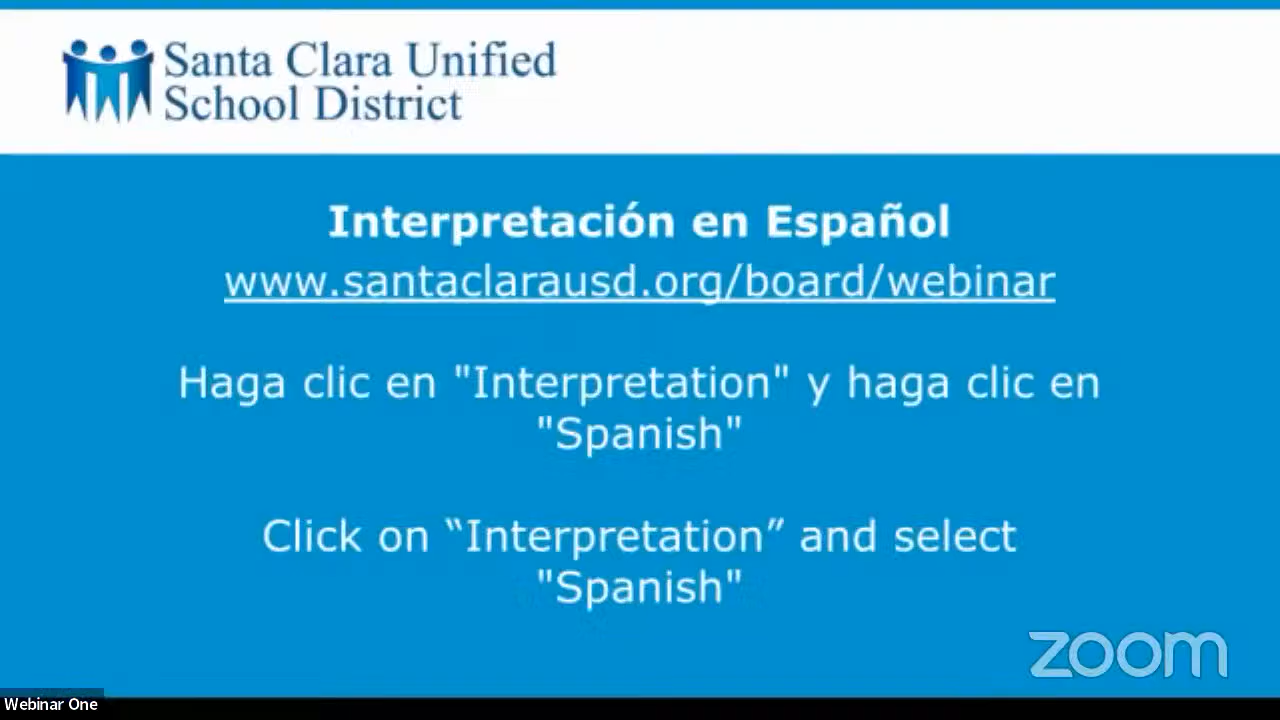 Santa Clara Unified
School District
Interpretación en Español
www.santaclarausd.org/board/webinar
Haga clic en "Interpretation" y haga clic en
"Spanish"
Click on “Interpretation” and select
"Spanish"
zoom
Webinar One